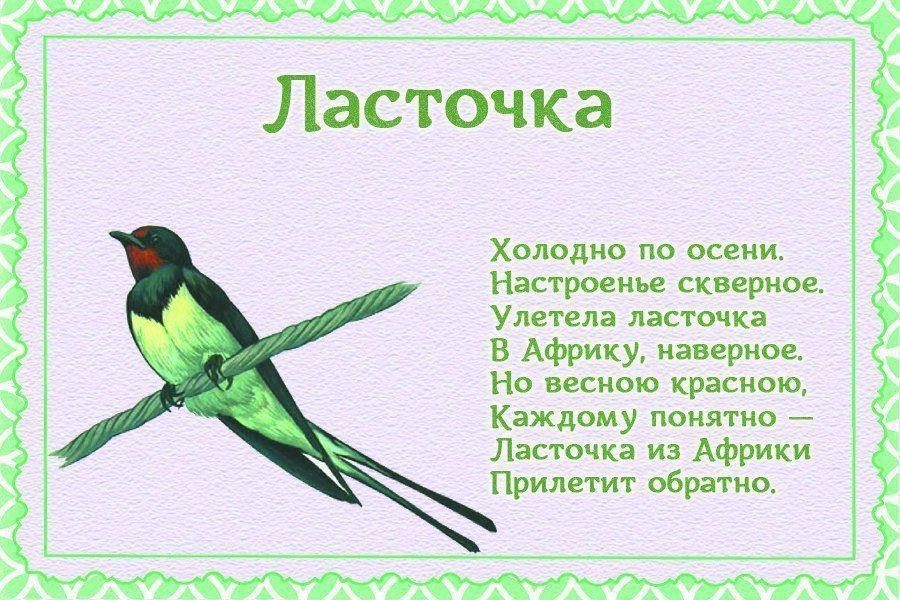 Ласточка
Холодно по осени.
Настроенье скверное.
Улетела ласточка
В Африку, наверное.
Но весною красною,
Каждому понятно —
Ласточка из Африки
Прилетит обратно.